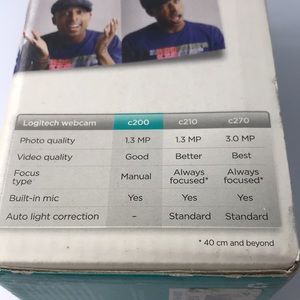 Logitech webcam c200 c210 c270
Photo quality 1.3 MP 1.3 MP 3.0 MP
Video quality Good Better Best
Focus type Manual Always focused* Always focused*
Built-in mic Yes Yes Yes
Auto light correction – Standard Standard
* 40 cm and beyond